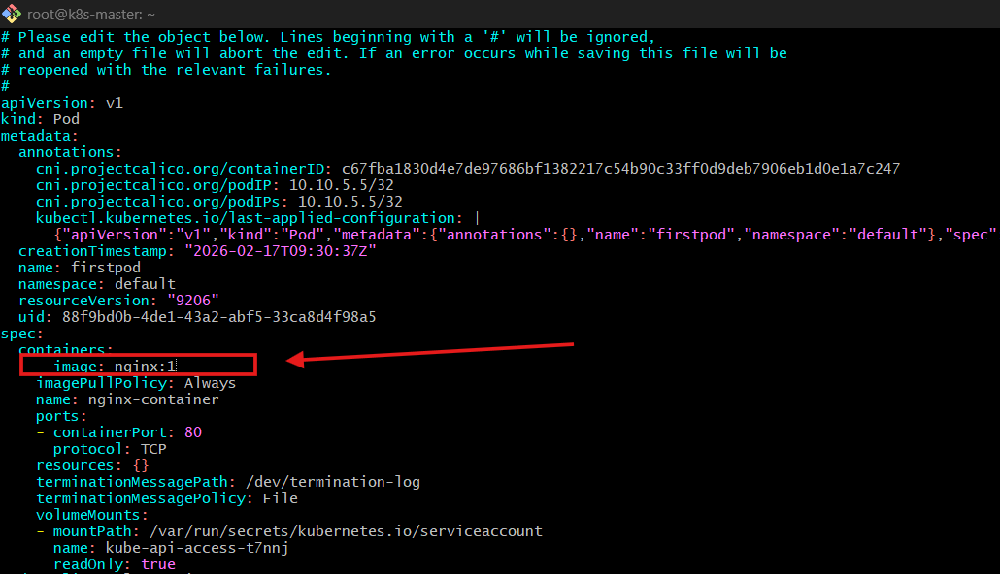 root@k8s-master: ~
# Please edit the object below. Lines beginning with a '#' will be ignored,
# and an empty file will abort the edit. If an error occurs while saving this file will be
# reopened with the relevant failures.
#
apiVersion: v1
kind: Pod
metadata:
  annotations:
    cni.projectcalico.org/containerID: c67fba1830d4e7de97686bf1382217c54b90c33ff0d9deb7906eb1d0e1a7c247
    cni.projectcalico.org/podIP: 10.10.5.5/32
    cni.projectcalico.org/podIPs: 10.10.5.5/32
    kubectl.kubernetes.io/last-applied-configuration: |
      {"apiVersion":"v1","kind":"Pod","metadata":{"annotations":{},"name":"firstpod","namespace":"default"},"spec"
  creationTimestamp: "2026-02-17T09:30:37Z"
  name: firstpod
  namespace: default
  resourceVersion: "9206"
  uid: 88f9bd0b-4de1-43a2-abf5-33ca8d4f98a5
spec:
  containers:
    - image: nginx:1
    imagePullPolicy: Always
    name: nginx-container
    ports:
    - containerPort: 80
      protocol: TCP
    resources: {}
    terminationMessagePath: /dev/termination-log
    terminationMessagePolicy: File
    volumeMounts:
    - mountPath: /var/run/secrets/kubernetes.io/serviceaccount
      name: kube-api-access-t7nnj
      readOnly: true